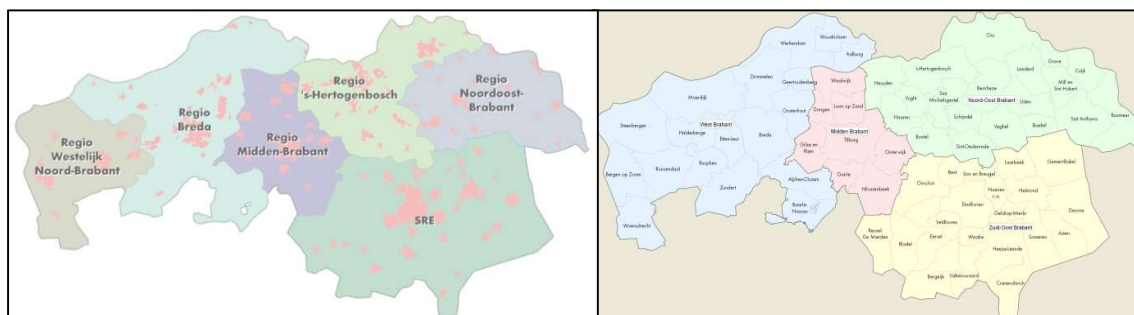 Regio
Westelijk
Noord-Brabant
Regio
Breda
Regio
Midden-Brabant
Regio
's-Hertogenbosch
Regio
Noordoost-
Brabant
SRE
Werkendam
Woudrichem
Aalburg
Drimmelen
Geertruidenberg
Moerdijk
Oosterhout
Steenbergen
Halderberge
West Brabant
Etten-Leur
Breda
Roosendaal
Rucphen
Zundert
Bergen op Zoom
Woensdrecht
Alphen-Chaam
Baarle-
Nassau
Waalwijk
Dongen
Loon op Zand
Midden Brabant
Tilburg
Gilze en
Rijen
Oisterwijk
Goirle
Hilvarenbeek
Oss
Heusden
's-Hertogenbosch
Landerd
Grave
Cuijk
Bernheze
Mill en
Sint Hubert
Vught
Sint
Michielsgestel
Noord-Oost Brabant
Uden
Haaren
Schijndel
Sint Anthonis
Boxmeer
Boxtel
Veghel
Boekel
Sint-Oedenrode
Laarbeek
Gemert-Bakel
Best
Son en Breugel
Oirschot
Nuenen
c.a.
Helmond
Eindhoven
Geldrop-Mierlo
Deurne
Veldhoven
Zuid-Oost Brabant
Reusel-
De Mierden
Eersel
Waalre
Someren
Asten
Bladel
Heeze-Leende
Bergeijk
Valkenswaard
Cranendonck